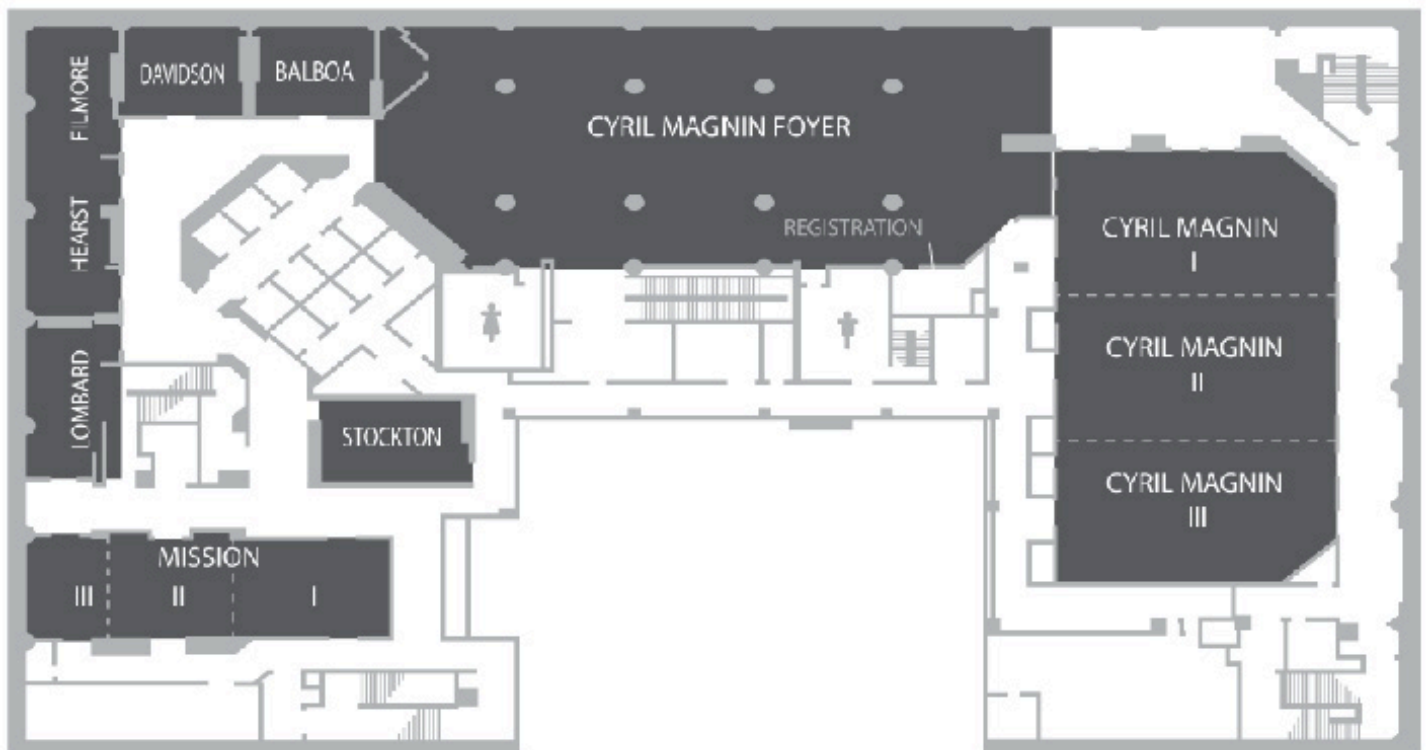 FILMORE
DAVIDSON
BALBOA
CYRIL MAGNIN FOYER
HEARST
REGISTRATION
CYRIL MAGNIN
I
CYRIL MAGNIN
II
LOMBARD
STOCKTON
CYRIL MAGNIN
III
MISSION
III II I